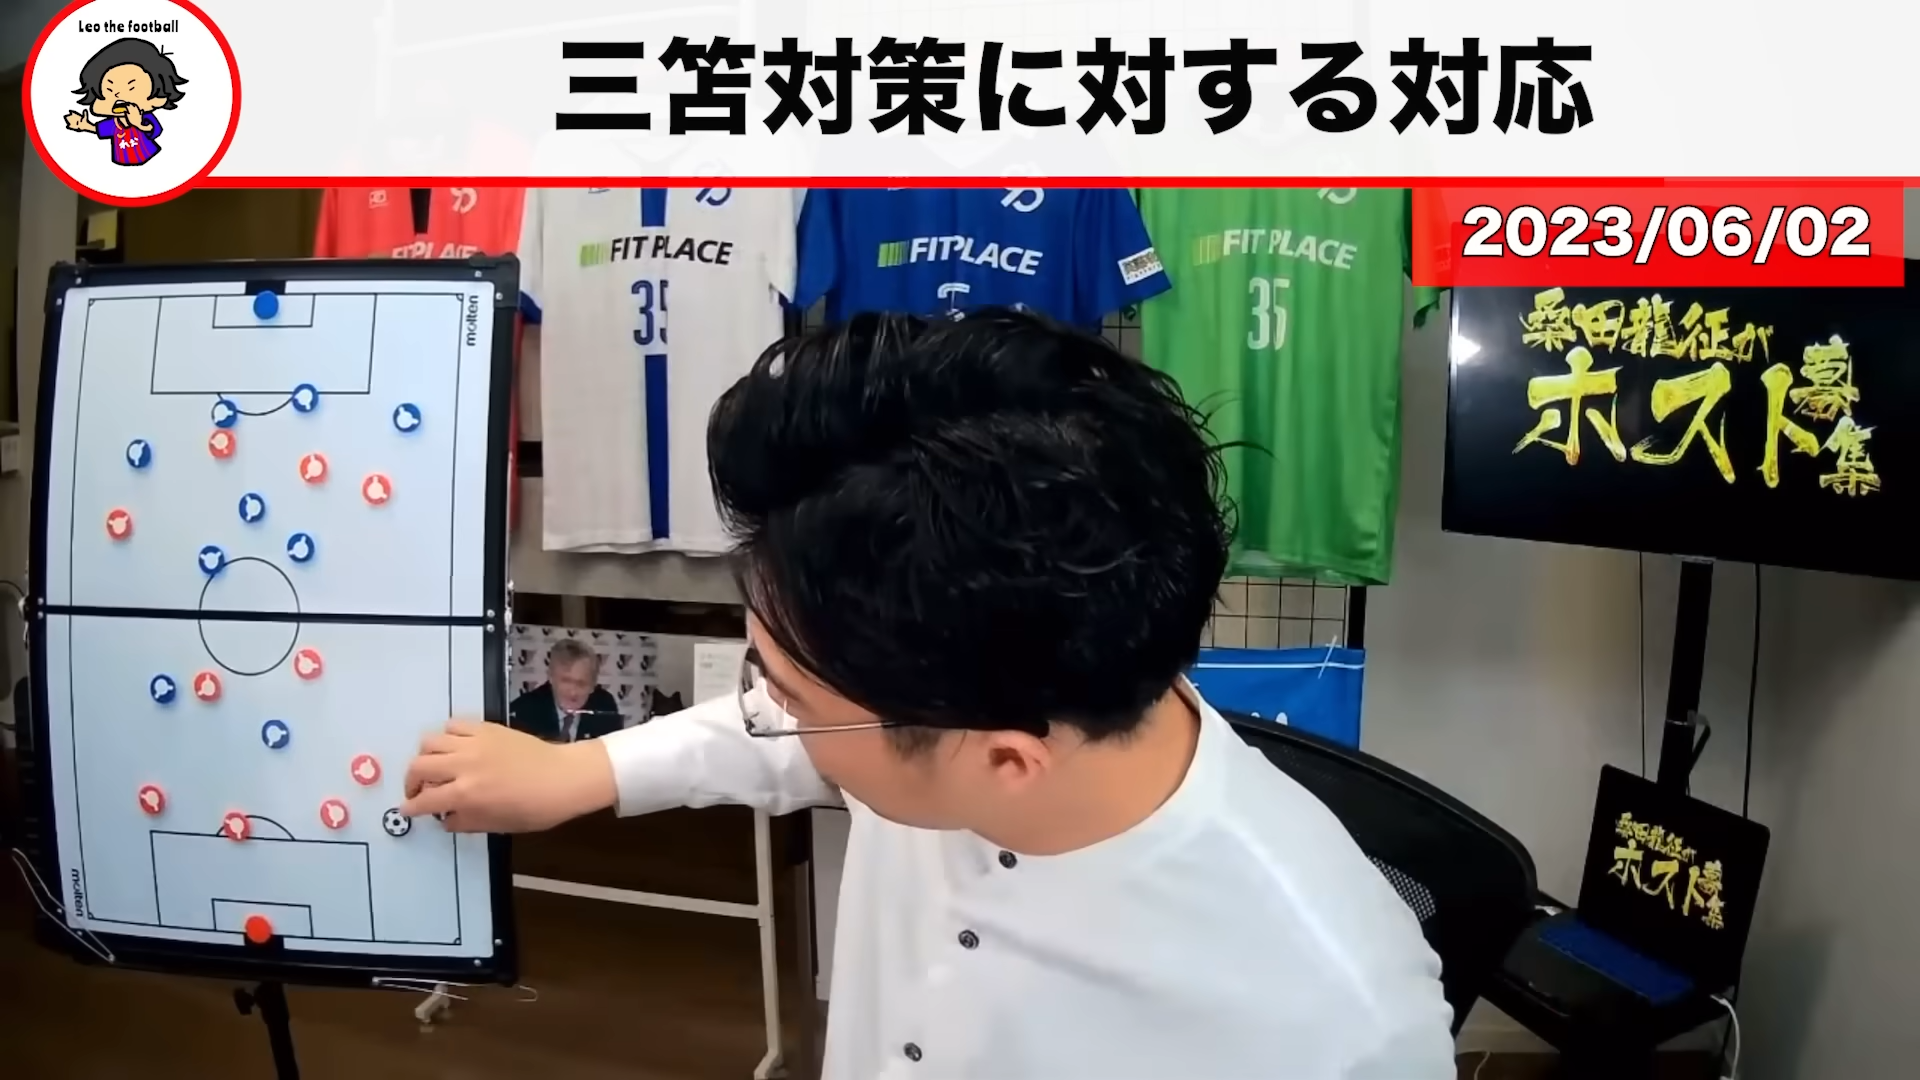 Leo the football
三笘対策に対する対応
2023/06/02
FIT PLACE
FITPLACE
FIT PLACE
FITPLACE
35
35
molten
molten
桑田龍征が
ホスト募集
桑田龍征が
ホスト募集